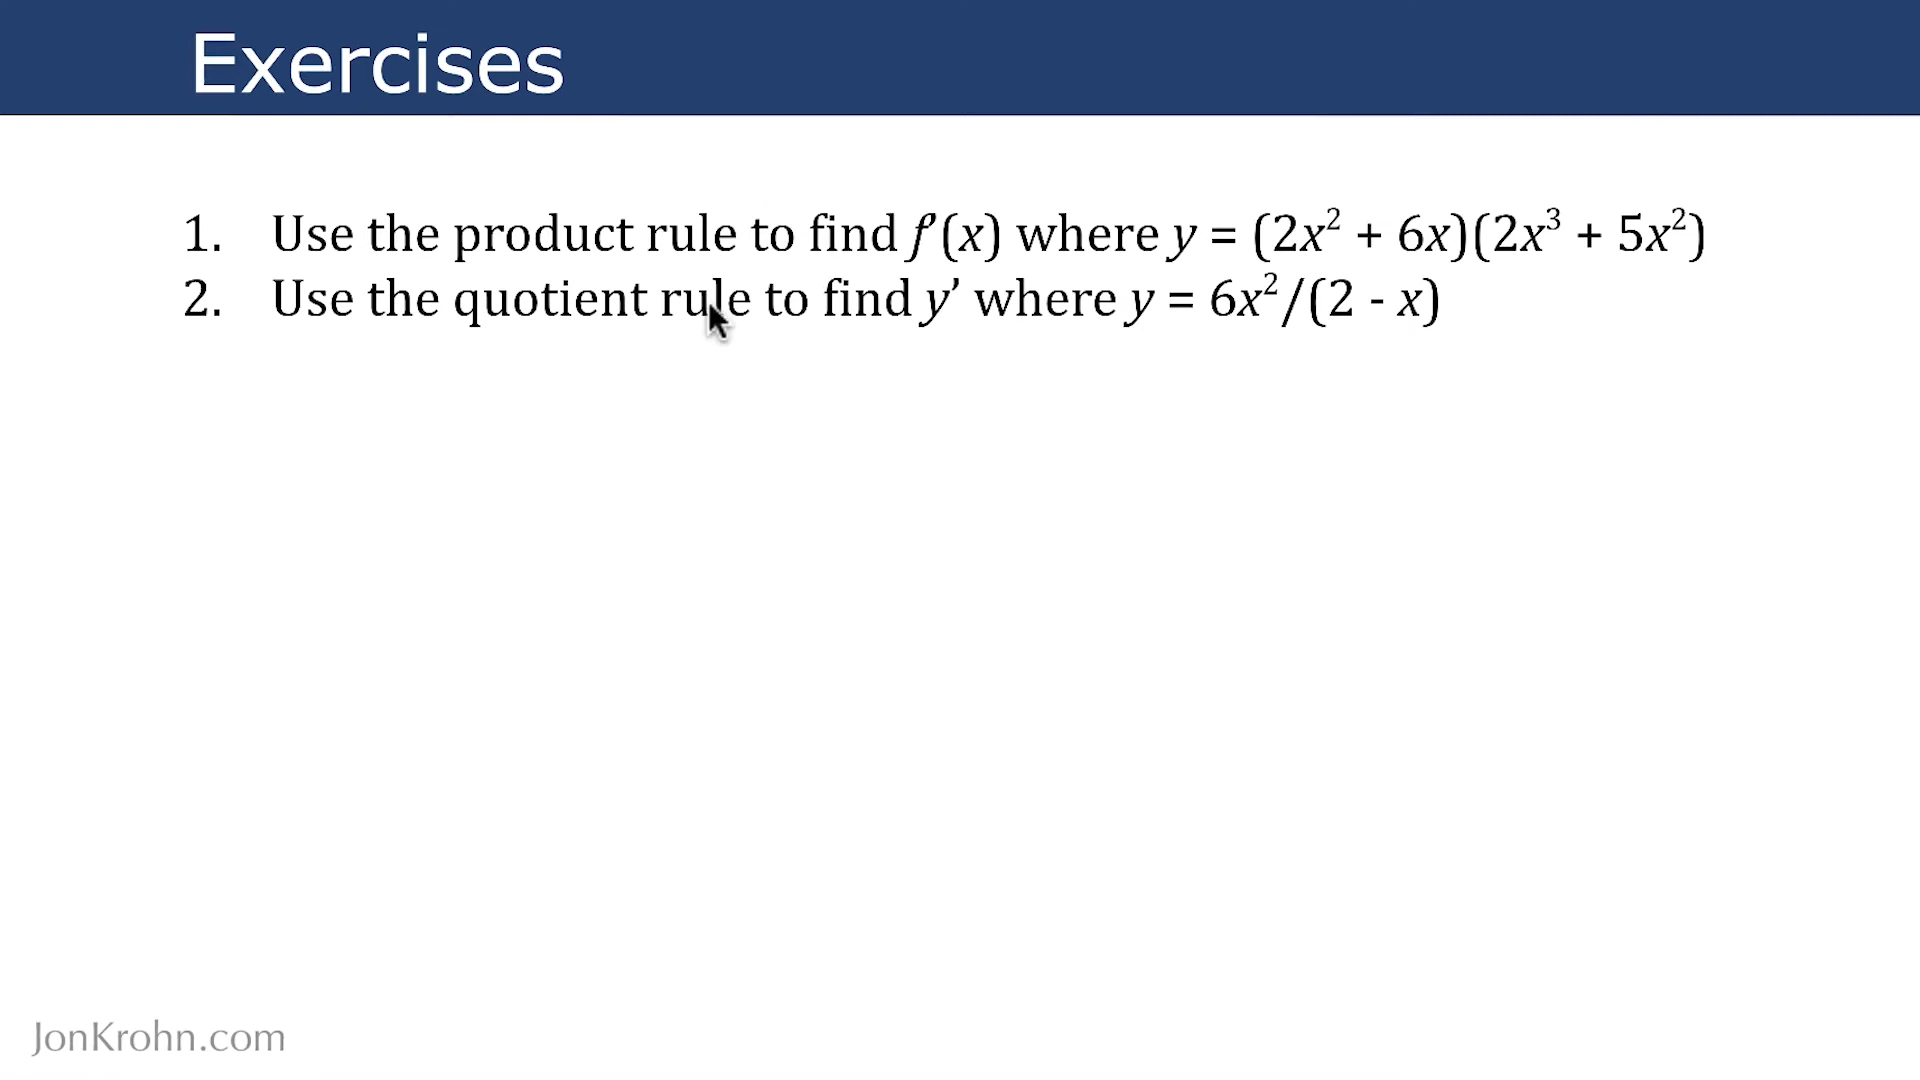 Exercises
1. Use the product rule to find f'(x) where y = (2x² + 6x)(2x³ + 5x²)
2. Use the quotient rule to find y’ where y = 6x²/(2 - x)
JonKrohn.com